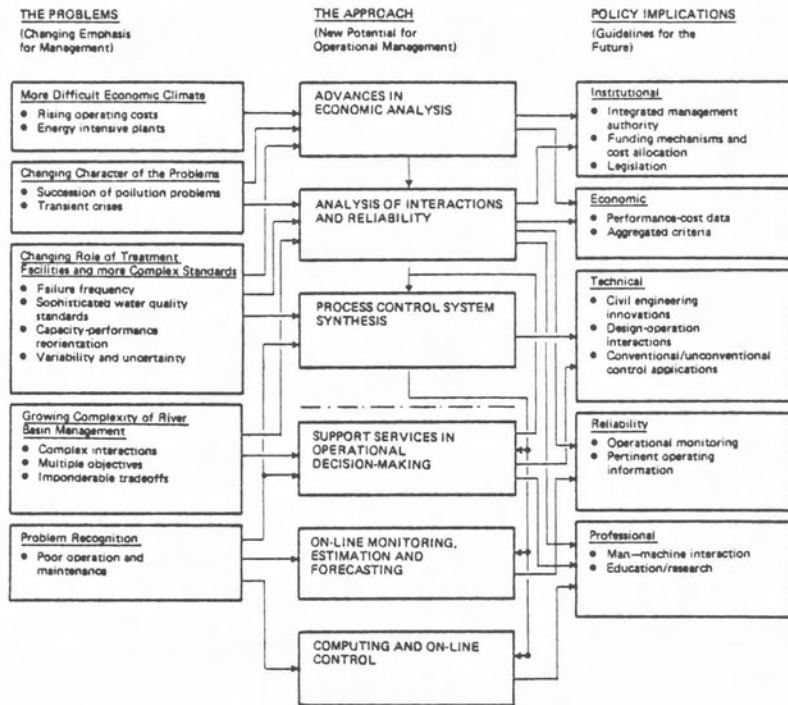 THE PROBLEMS
(Changing Emphasis
for Management)
More Difficult Economic Climate
• Rising operating costs
• Energy intensive plants
Changing Character of the Problems
• Succession of pollution problems
• Transient crises
Changing Role of Treatment
Facilities and more Complex Standards
• Failure frequency
• Sophisticated water quality
standards
• Capacity-performance
reorientation
• Variability and uncertainty
Growing Complexity of River
Basin Management
• Complex interactions
• Multiple objectives
• Imponderable tradeoffs
Problem Recognition
• Poor operation and
maintenance
THE APPROACH
(New Potential for
Operational Management)
ADVANCES IN
ECONOMIC ANALYSIS
ANALYSIS OF INTERACTIONS
AND RELIABILITY
PROCESS CONTROL SYSTEM
SYNTHESIS
SUPPORT SERVICES IN
OPERATIONAL
DECISION-MAKING
ON-LINE MONITORING,
ESTIMATION AND
FORECASTING
COMPUTING AND ON-LINE
CONTROL
POLICY IMPLICATIONS
(Guidelines for the
Future)
Institutional
• Integrated management
authority
• Funding mechanisms and
cost allocation
• Legislation
Economic
• Performance-cost data
• Aggregated criteria
Technical
• Civil engineering
innovations
• Design-operation
interactions
• Conventional/unconventional
control applications
Reliability
• Operational monitoring
• Pertinent operating
information
Professional
• Man—machine interaction
• Education/research